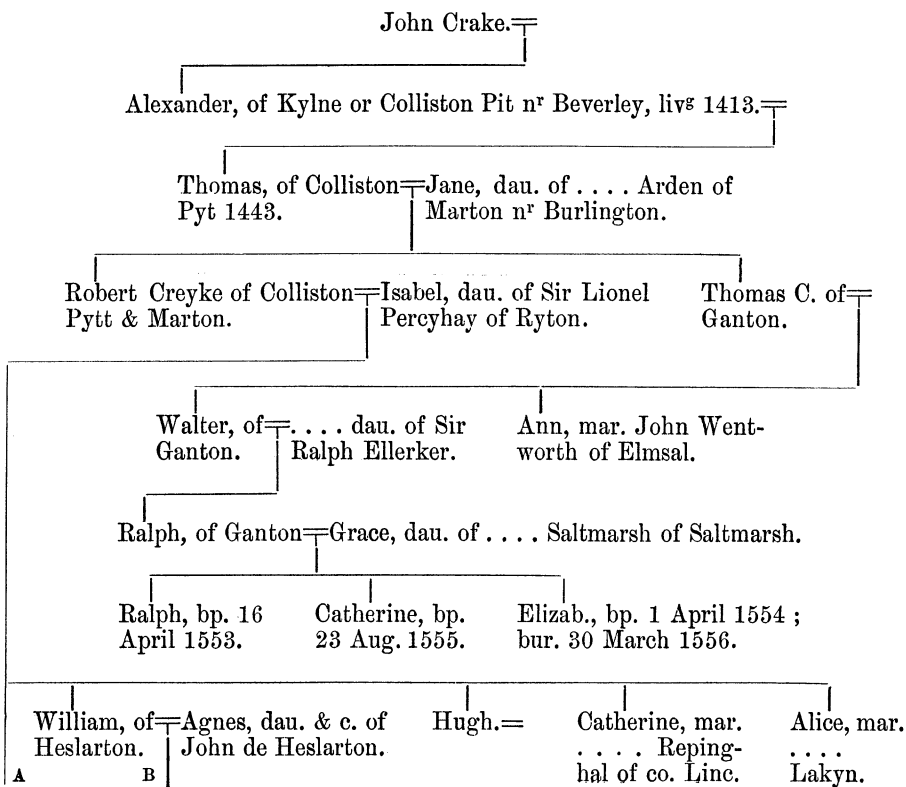 John Crake.=
Alexander, of Kylne or Colliston Pit nʳ Beverley, livᵍ 1413.=
Thomas, of Colliston=Jane, dau. of . . . . Arden of
Pyt 1443. Marton nʳ Burlington.
Robert Creyke of Colliston=Isabel, dau. of Sir Lionel Thomas C. of=
Pytt & Marton. Percyhay of Ryton. Ganton.
Walter, of=. . . . dau. of Sir Ann, mar. John Went-
Ganton. Ralph Ellerker. worth of Elmsal.
Ralph, of Ganton=Grace, dau. of . . . . Saltmarsh of Saltmarsh.
Ralph, bp. 16 Catherine, bp. Elizab., bp. 1 April 1554 ;
April 1553. 23 Aug. 1555. bur. 30 March 1556.
William, of=Agnes, dau. & c. of Hugh.= Catherine, mar. Alice, mar.
Heslarton. John de Heslarton. . . . . Reping- . . . .
A B hal of co. Linc. Lakyn.